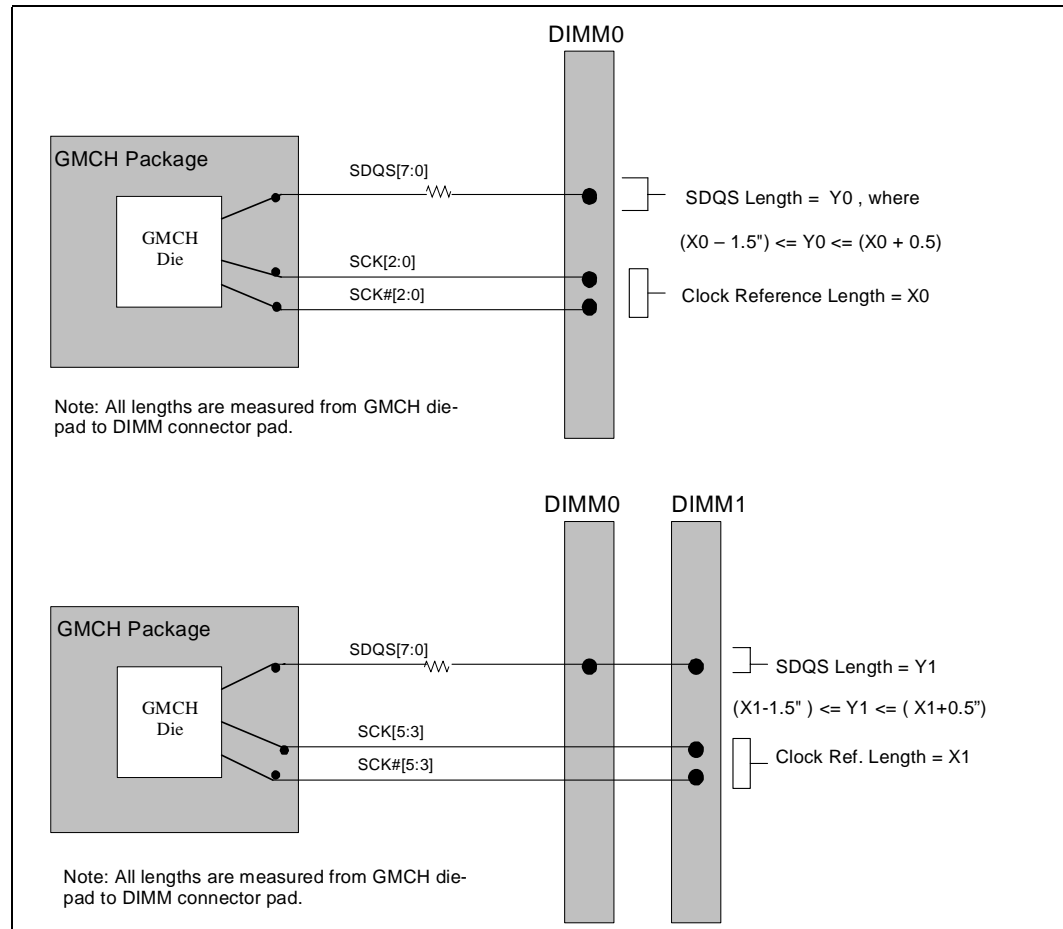 DIMM0
GMCH Package
SDQS[7:0]
GMCH
Die
SDQS Length = Y0 , where
(X0 – 1.5") <= Y0 <= (X0 + 0.5)
SCK[2:0]
SCK#[2:0]
Clock Reference Length = X0
Note: All lengths are measured from GMCH die-
pad to DIMM connector pad.
DIMM0
DIMM1
GMCH Package
SDQS[7:0]
GMCH
Die
SDQS Length = Y1
(X1-1.5" ) <= Y1 <= ( X1+0.5”)
SCK[5:3]
SCK#[5:3]
Clock Ref. Length = X1
Note: All lengths are measured from GMCH die-
pad to DIMM connector pad.